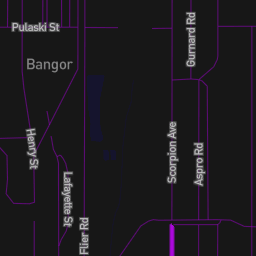 Pulaski St
Gurnard Rd
Bangor
Henry St
Scorpion Ave
Aspro Rd
Lafayette St
Flier Rd